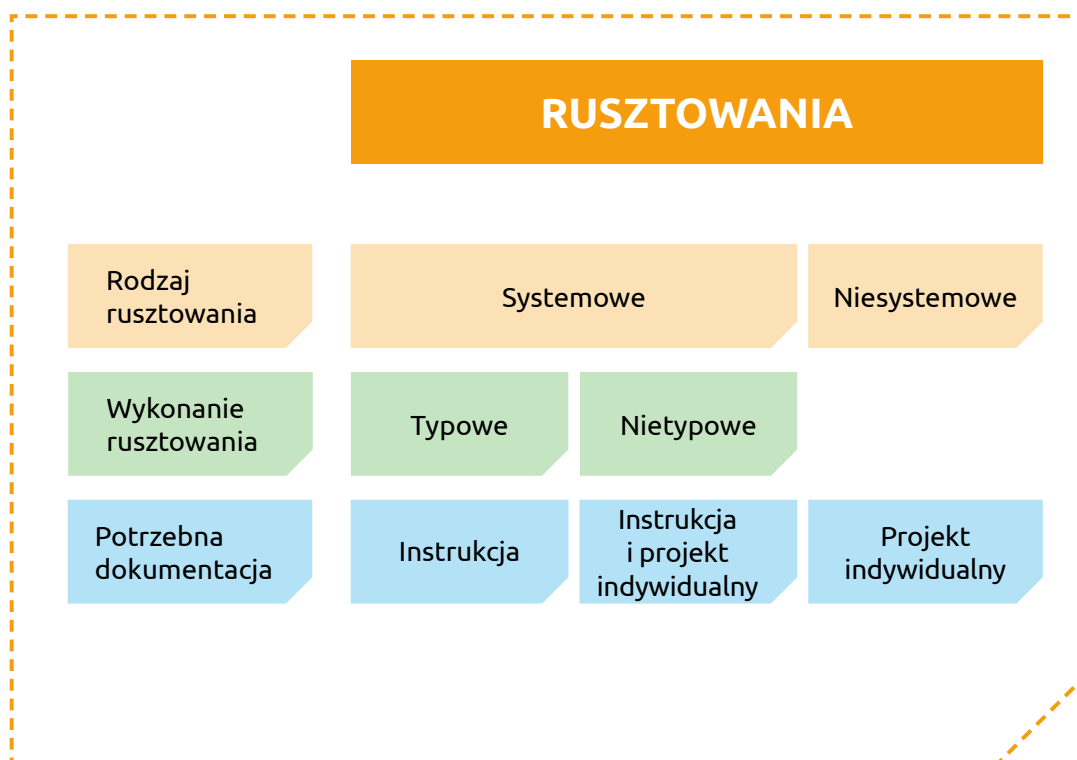 RUSZTOWANIA
Rodzaj
rusztowania
Systemowe
Niesystemowe
Wykonanie
rusztowania
Typowe
Nietypowe
Potrzebna
dokumentacja
Instrukcja
Instrukcja
i projekt
indywidualny
Projekt
indywidualny